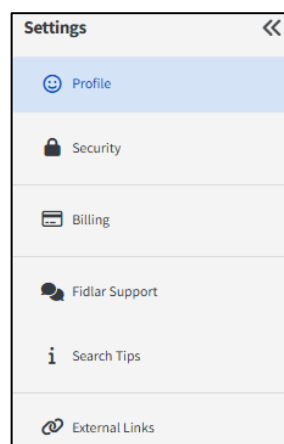 Settings
Profile
Security
Billing
Fidlar Support
Search Tips
External Links